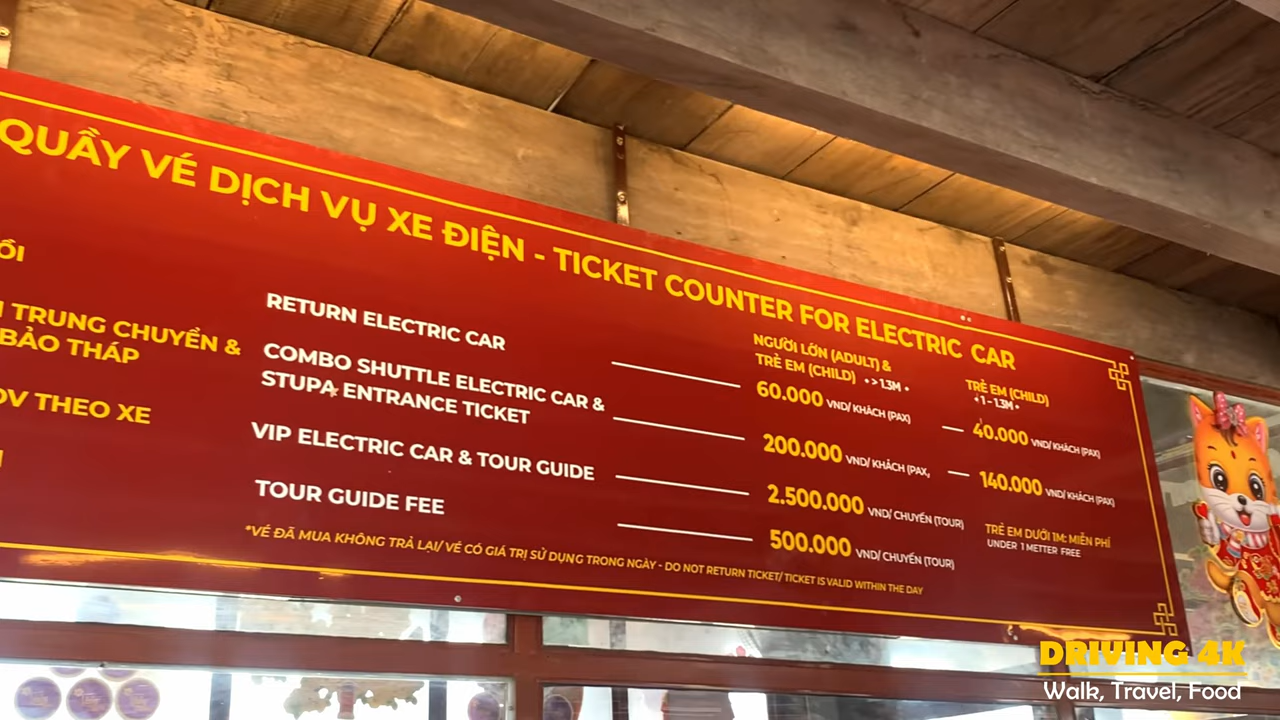 QUẦY VÉ DỊCH VỤ XE ĐIỆN - TICKET COUNTER FOR ELECTRIC CAR
NGƯỜI LỚN (ADULT) &
TRẺ EM (CHILD) • >1.3M •
TRẺ EM (CHILD)
• 1 - 1.3M •
RETURN ELECTRIC CAR
60.000 VND/ KHÁCH (PAX)
40.000 VND/ KHÁCH (PAX)
TRUNG CHUYỂN &
BẢO THÁP
COMBO SHUTTLE ELECTRIC CAR &
STUPA ENTRANCE TICKET
200.000 VND/ KHÁCH (PAX,
140.000 VND/ KHÁCH (PAX)
THEO XE
VIP ELECTRIC CAR & TOUR GUIDE
2.500.000 VND/ CHUYẾN (TOUR)
TOUR GUIDE FEE
500.000 VND/ CHUYẾN (TOUR)
TRẺ EM DƯỚI 1M: MIỄN PHÍ
UNDER 1 METTER FREE
*VÉ ĐÃ MUA KHÔNG TRẢ LẠI/ VÉ CÓ GIÁ TRỊ SỬ DỤNG TRONG NGÀY - DO NOT RETURN TICKET/ TICKET IS VALID WITHIN THE DAY
DRIVING 4K
Walk, Travel, Food